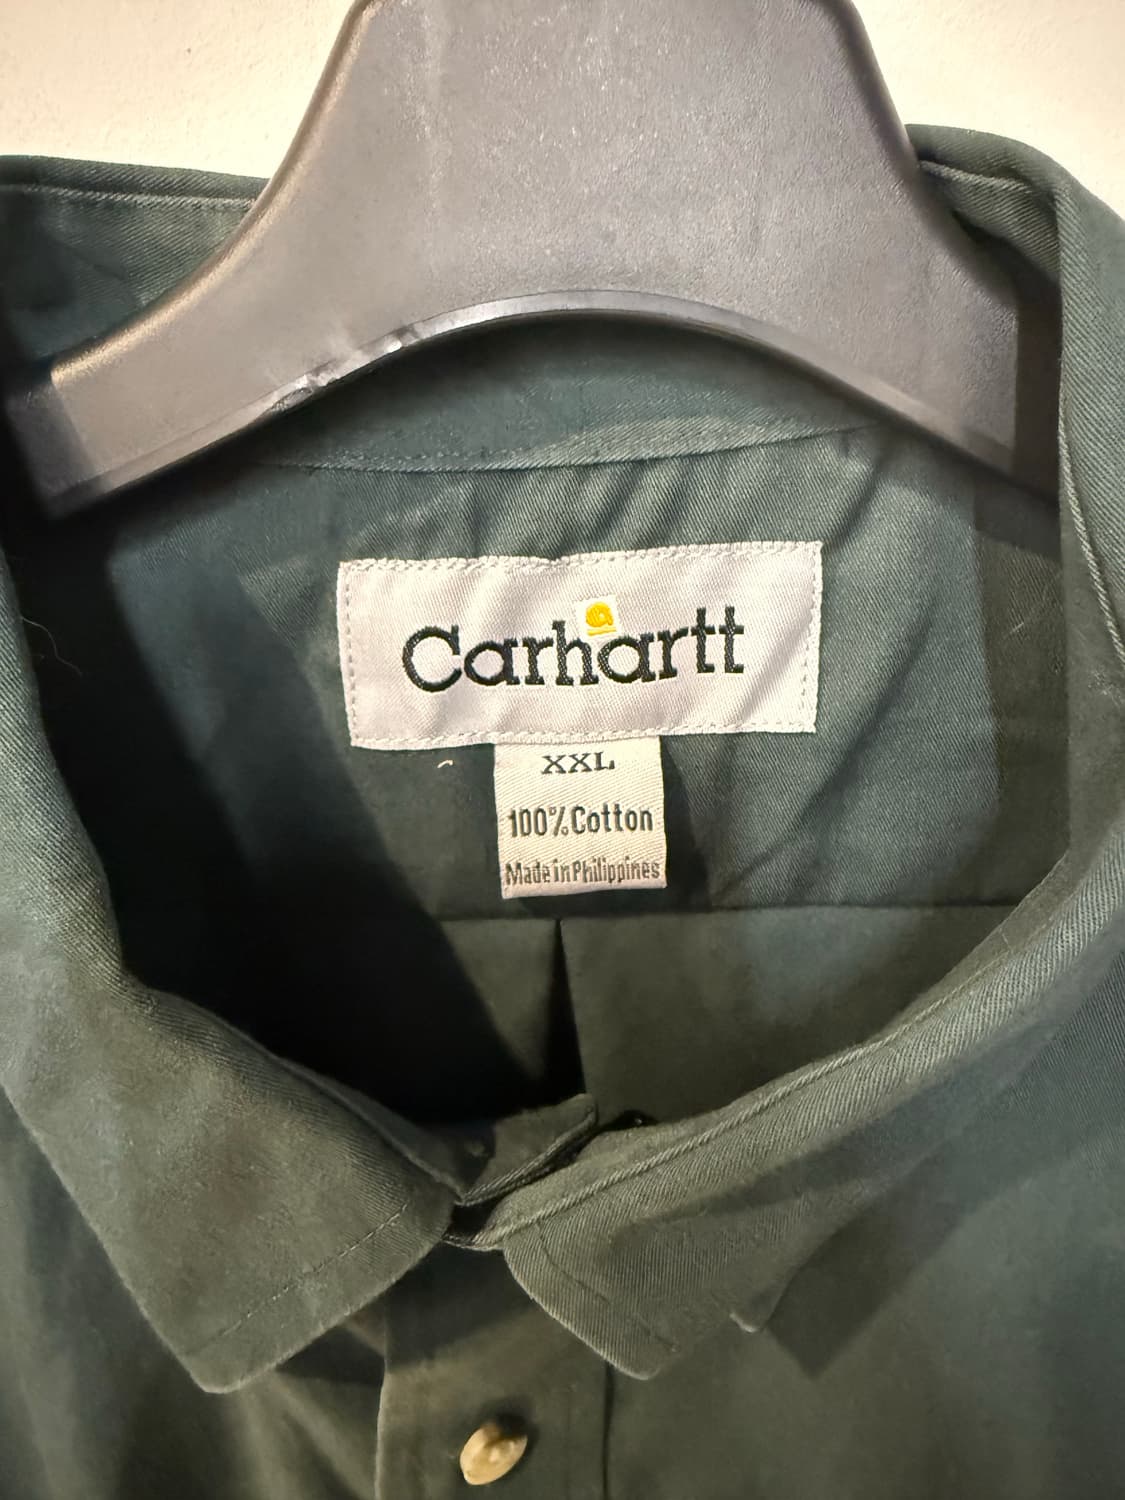 Carhartt
XXL
100% Cotton
Made in Philippines